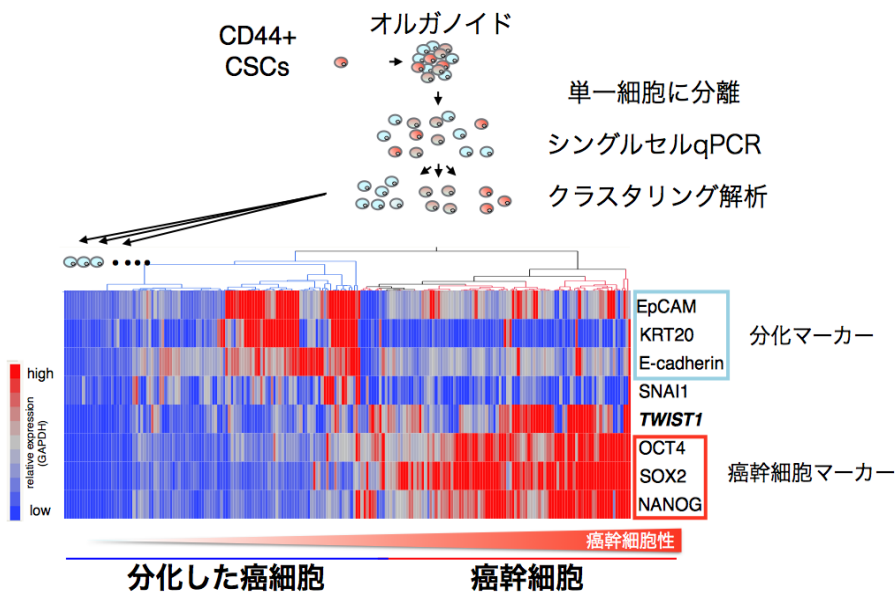 オルガノイド
CD44+
CSCs
単一細胞に分離
シングルセルqPCR
クラスタリング解析
EpCAM
KRT20
E-cadherin
分化マーカー
SNAI1
TWIST1
OCT4
SOX2
NANOG
癌幹細胞マーカー
high
relative expression
(GAPDH)
low
癌幹細胞性
分化した癌細胞
癌幹細胞